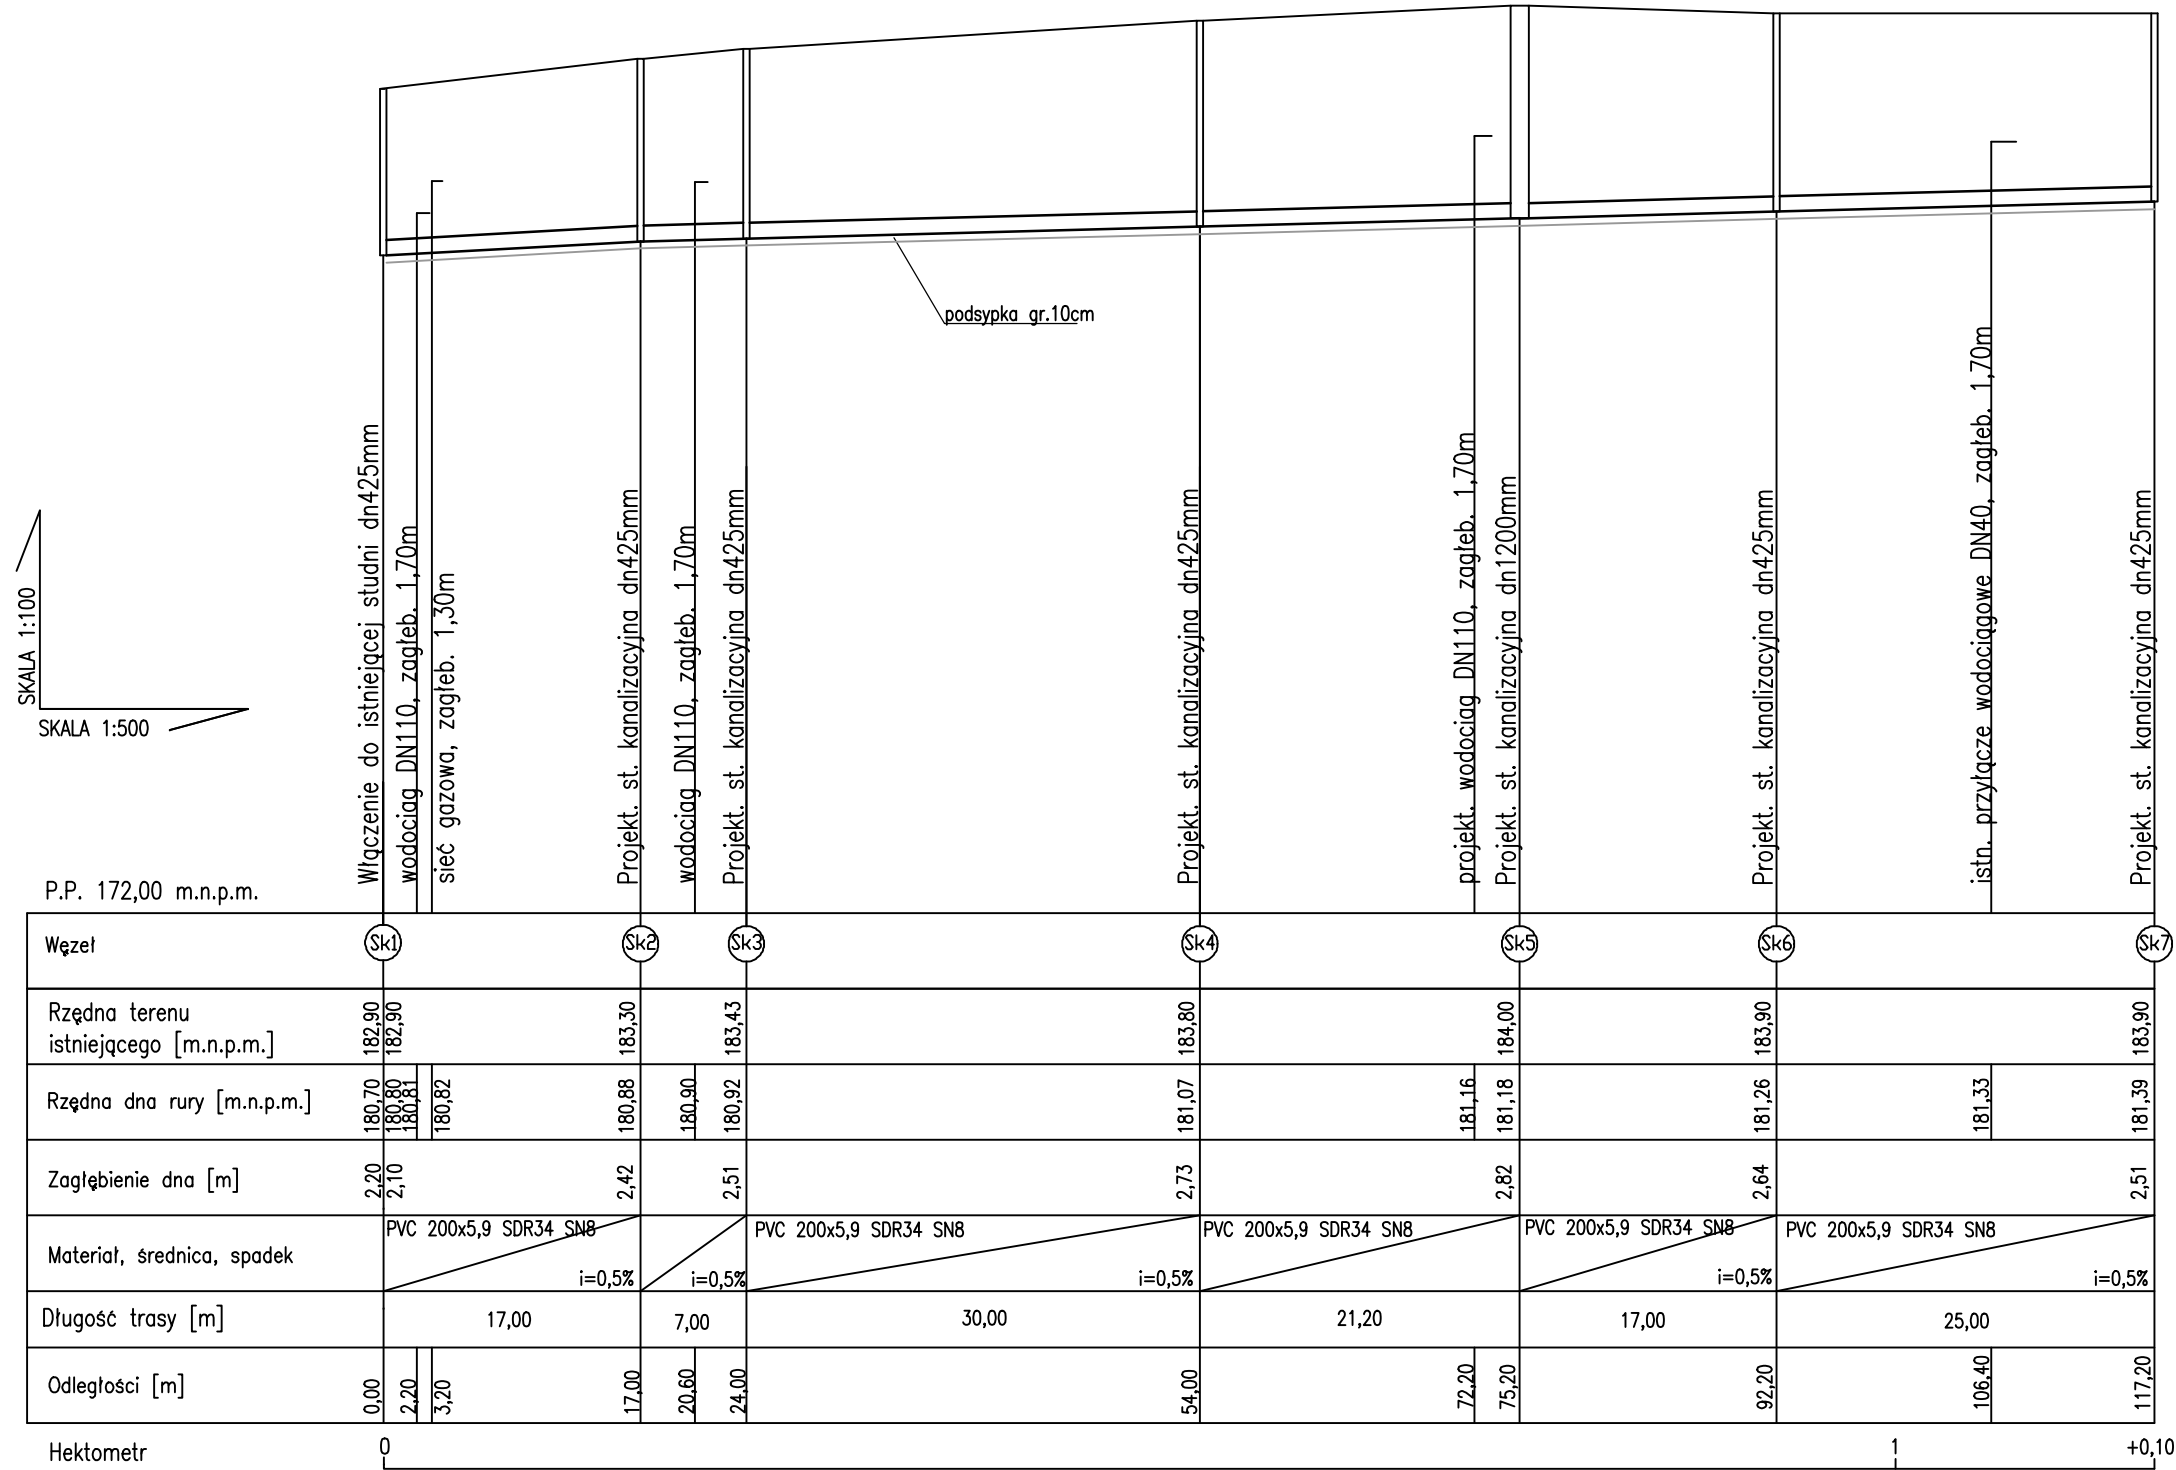 podsypka gr.10cm
SKALA 1:100
SKALA 1:500
Włączenie do istniejącej studni dn425mm
wodociąg DN110, zagłeb. 1,70m
sieć gazowa, zagłeb. 1,30m
Projekt. st. kanalizacyjna dn425mm
wodociąg DN110, zagłeb. 1,70m
Projekt. st. kanalizacyjna dn425mm
Projekt. st. kanalizacyjna dn425mm
projekt. wodociąg DN110, zagłeb. 1,70m
Projekt. st. kanalizacyjna dn1200mm
Projekt. st. kanalizacyjna dn425mm
istn. przyłącze wodociągowe DN40, zagłeb. 1,70m
Projekt. st. kanalizacyjna dn425mm
P.P. 172,00 m.n.p.m.
Węzeł
Sk1 Sk2 Sk3 Sk4 Sk5 Sk6 Sk7
Rzędna terenu
istniejącego [m.n.p.m.]
182,90 182,90 183,30 183,43 183,80 184,00 183,90 183,90
Rzędna dna rury [m.n.p.m.]
180,70 180,80 180,81 180,82 180,88 180,90 180,92 181,07 181,16 181,18 181,26 181,33 181,39
Zagłębienie dna [m]
2,20 2,10 2,42 2,51 2,73 2,82 2,64 2,51
Materiał, średnica, spadek
PVC 200x5,9 SDR34 SN8
i=0,5%
i=0,5%
PVC 200x5,9 SDR34 SN8
i=0,5%
PVC 200x5,9 SDR34 SN8
PVC 200x5,9 SDR34 SN8
i=0,5%
PVC 200x5,9 SDR34 SN8
i=0,5%
Długość trasy [m]
17,00 7,00 30,00 21,20 17,00 25,00
Odległości [m]
0,00 2,20 3,20 17,00 20,60 24,00 54,00 72,20 75,20 92,20 106,40 117,20
Hektometr
0 1 +0,10